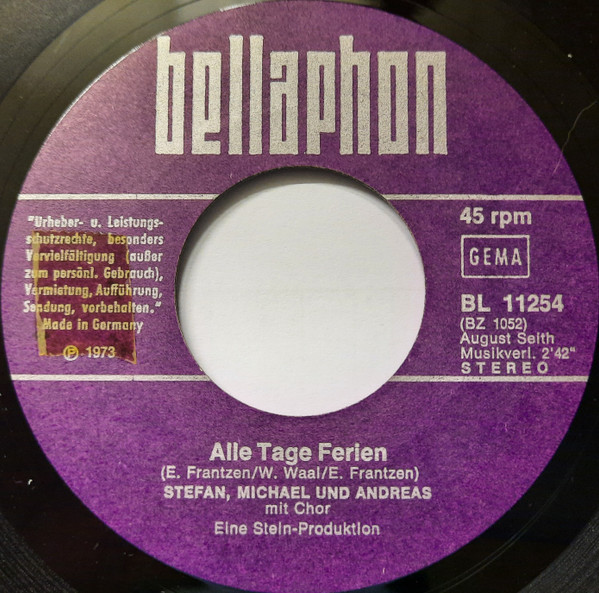 bellaphon
"Urheber- u. Leistungs-
schutzrechte, besonders
Vervielfältigung (außer
zum persönl. Gebrauch),
Vermietung, Aufführung,
Sendung, vorbehalten."
Made in Germany
℗ 1973
45 rpm
GEMA
BL 11254
(BZ 1052)
August Seith
Musikverl. 2'42"
STEREO
Alle Tage Ferien
(E. Frantzen/W. Waal/E. Frantzen)
STEFAN, MICHAEL UND ANDREAS
mit Chor
Eine Stein-Produktion